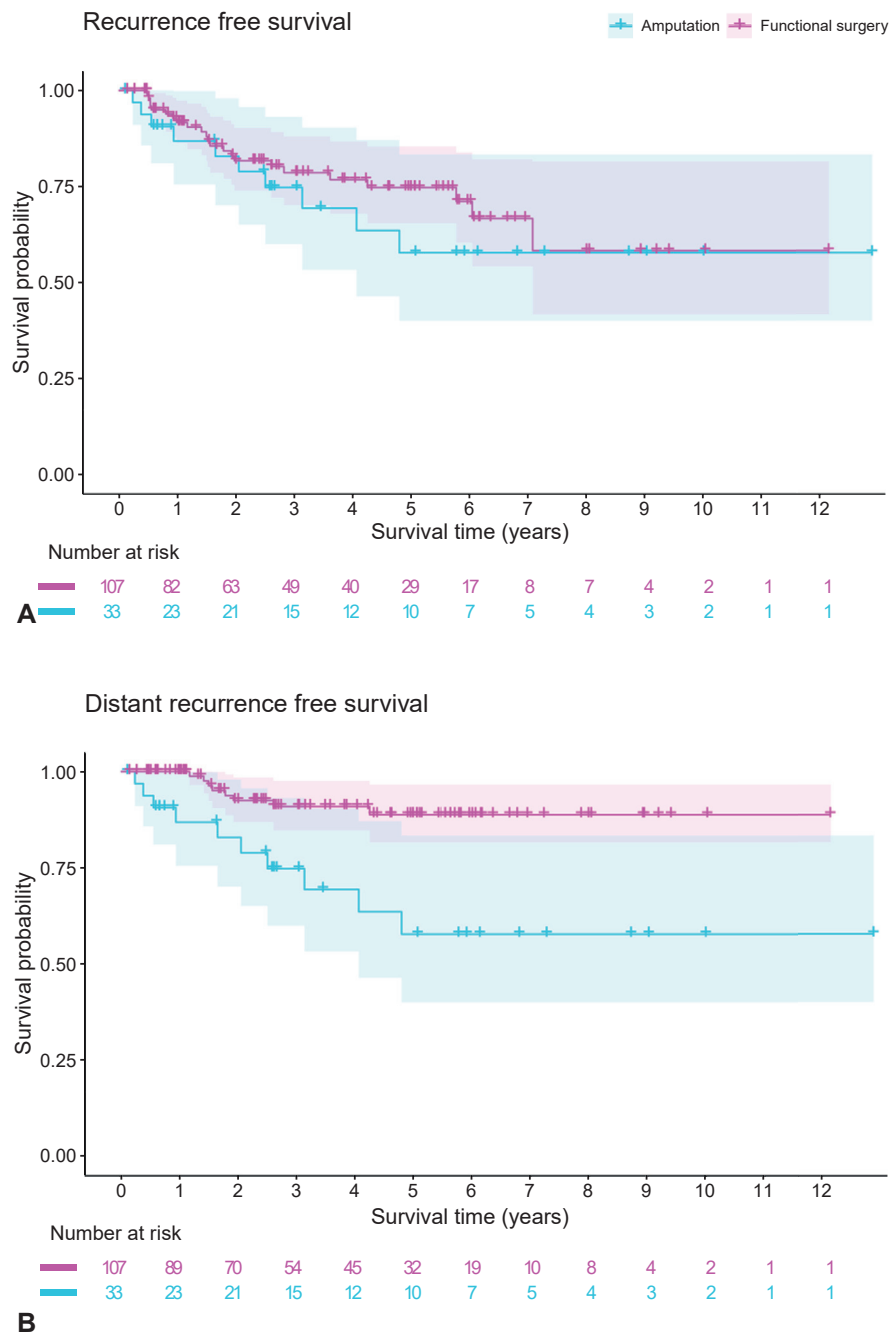 Recurrence free survival
Amputation Functional surgery
Survival probability
1.00
0.75
0.50
0.25
0.00
0 1 2 3 4 5 6 7 8 9 10 11 12
Survival time (years)
Number at risk
107 82 63 49 40 29 17 8 7 4 2 1 1
A 33 23 21 15 12 10 7 5 4 3 2 1 1
Distant recurrence free survival
Survival probability
1.00
0.75
0.50
0.25
0.00
0 1 2 3 4 5 6 7 8 9 10 11 12
Survival time (years)
Number at risk
107 89 70 54 45 32 19 10 8 4 2 1 1
33 23 21 15 12 10 7 5 4 3 2 1 1
B